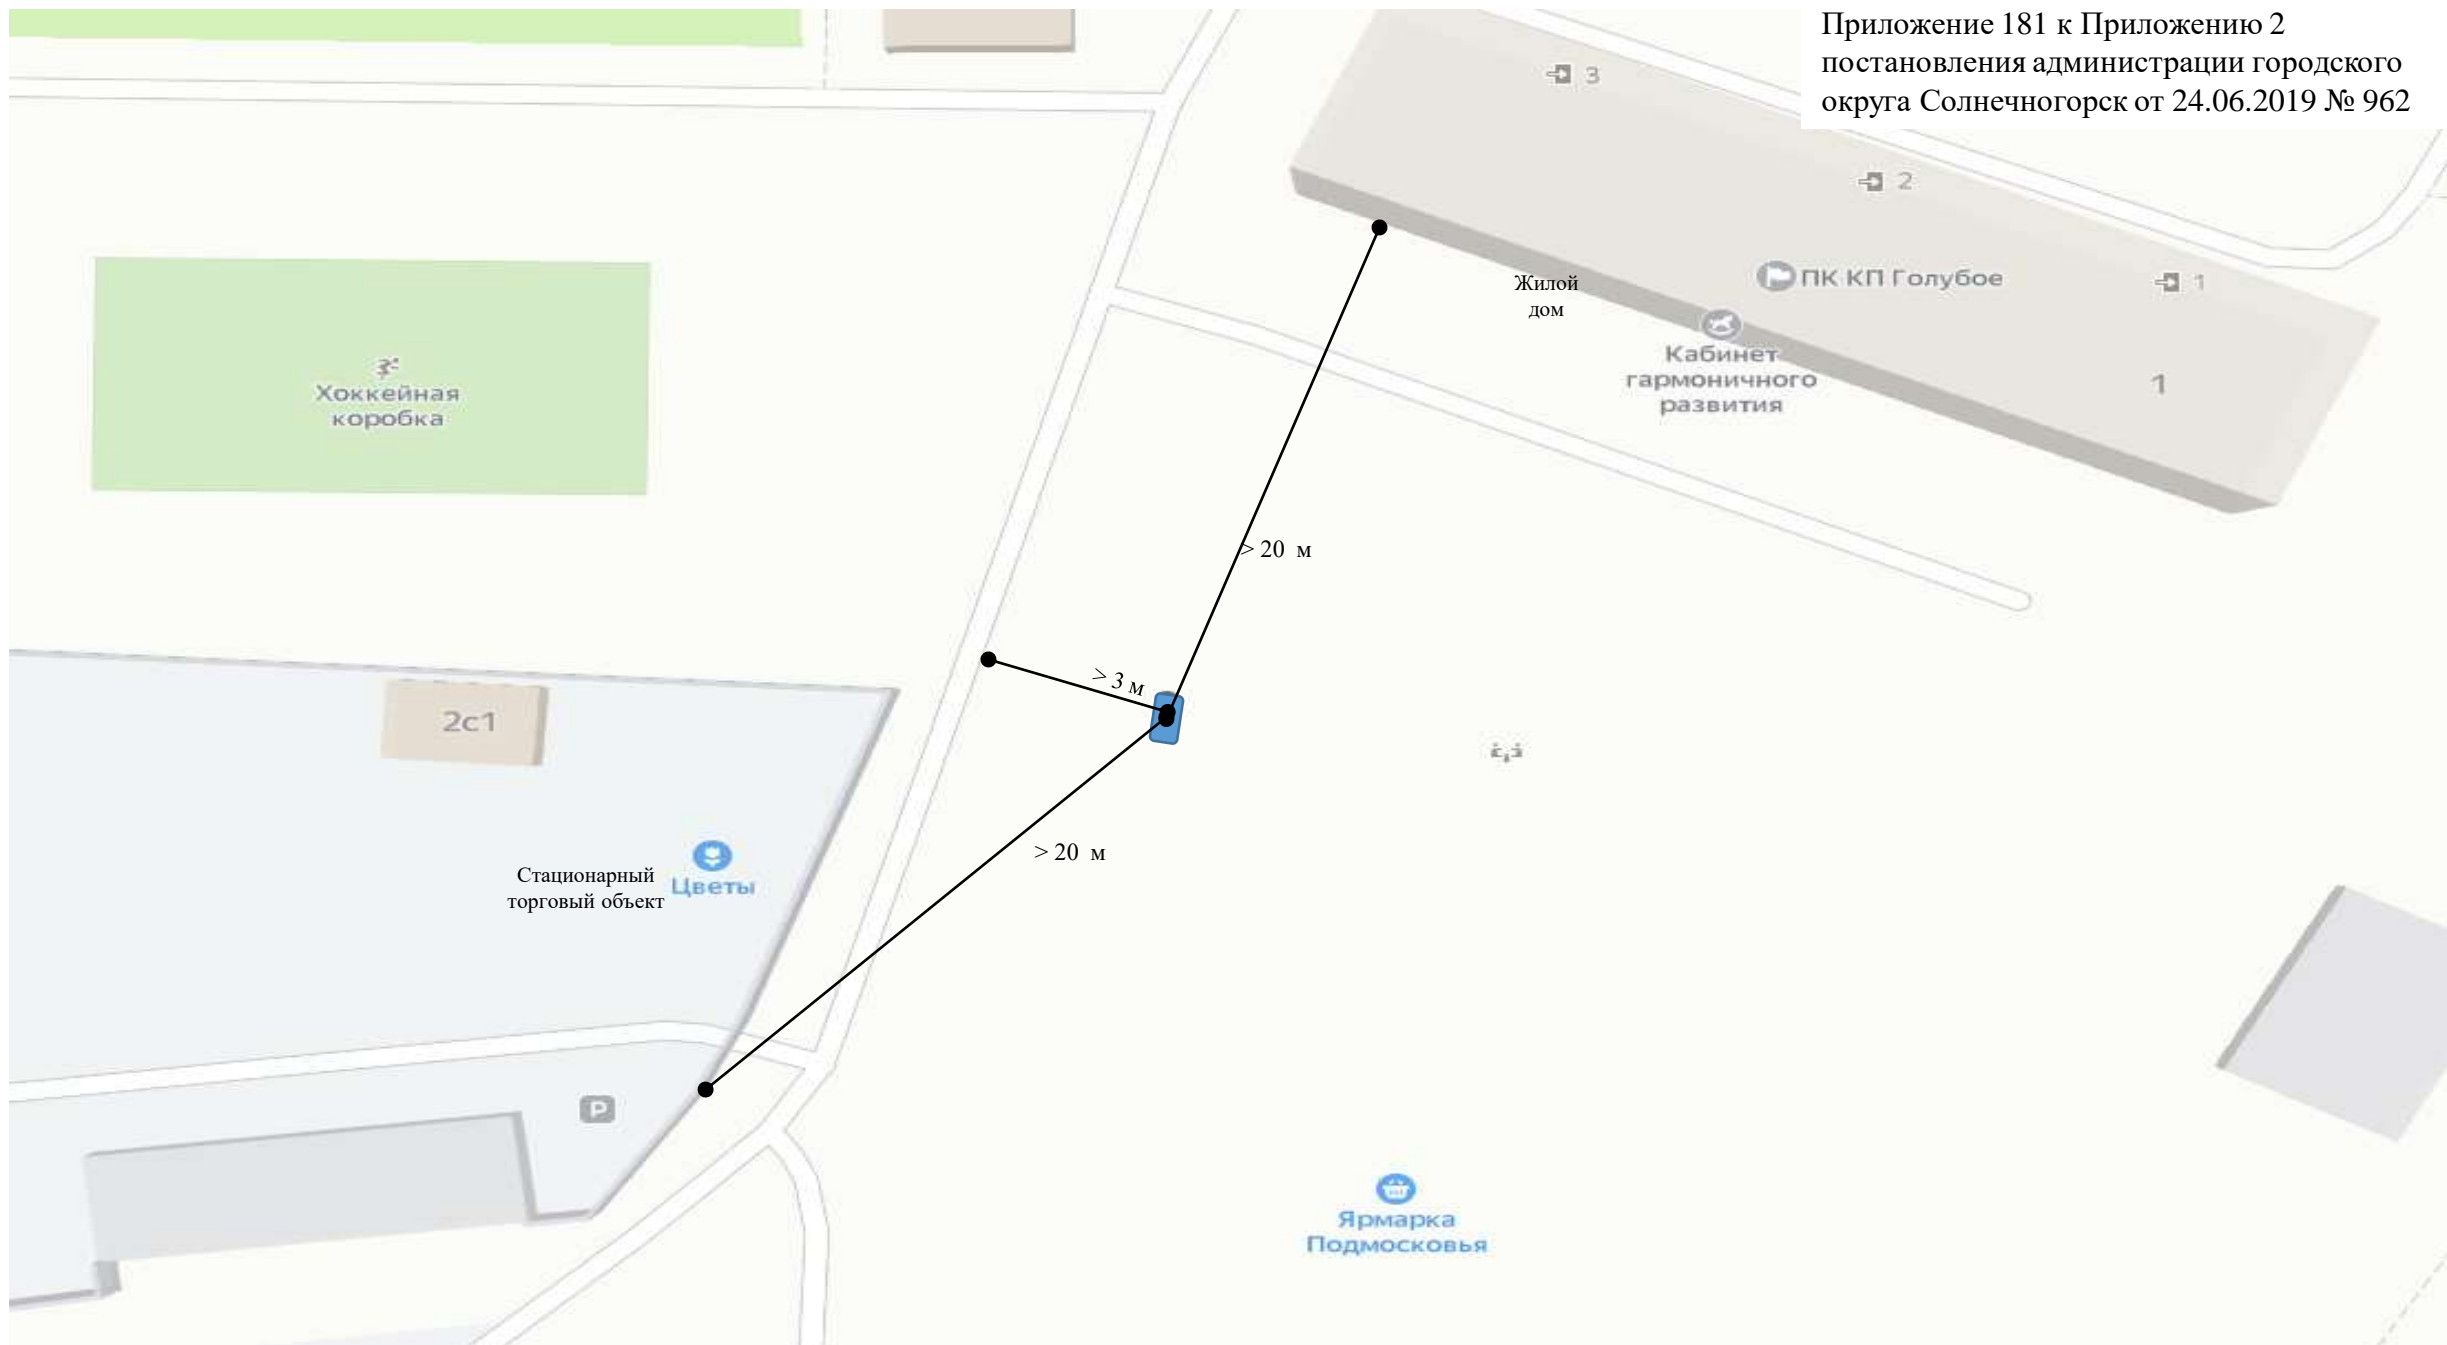 Приложение 181 к Приложению 2
постановления администрации городского
округа Солнечногорск от 24.06.2019 № 962
3
2
ПК КП Голубое
1
Жилой
дом
Кабинет
гармоничного
развития
1
Хоккейная
коробка
> 20 м
> 3 м
2с1
> 20 м
Стационарный
торговый объект
Цветы
P
Ярмарка
Подмосковья